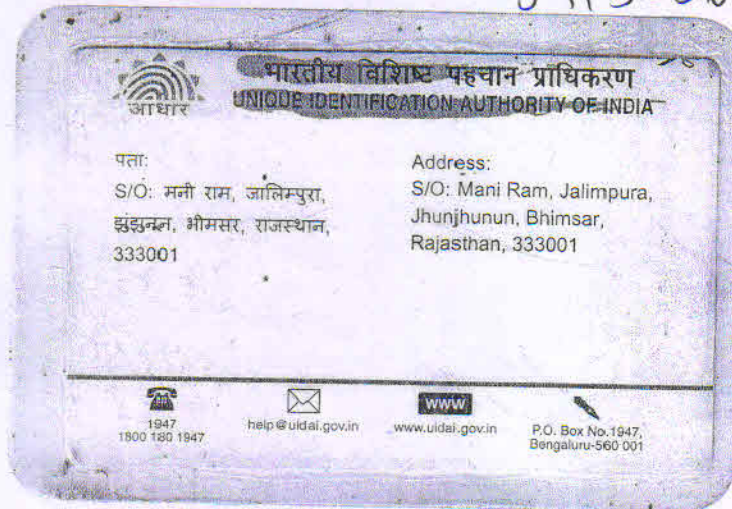 भारतीय विशिष्ट पहचान प्राधिकरण
UNIQUE IDENTIFICATION AUTHORITY OF INDIA
आधार
पता:
S/O: मनी राम, जालिमपुरा,
झुंझुनून, भीमसर, राजस्थान,
333001
Address:
S/O: Mani Ram, Jalimpura,
Jhunjhunun, Bhimsar,
Rajasthan, 333001
1947
1800 180 1947
help@uidai.gov.in
www
www.uidai.gov.in
P.O. Box No.1947,
Bengaluru-560 001